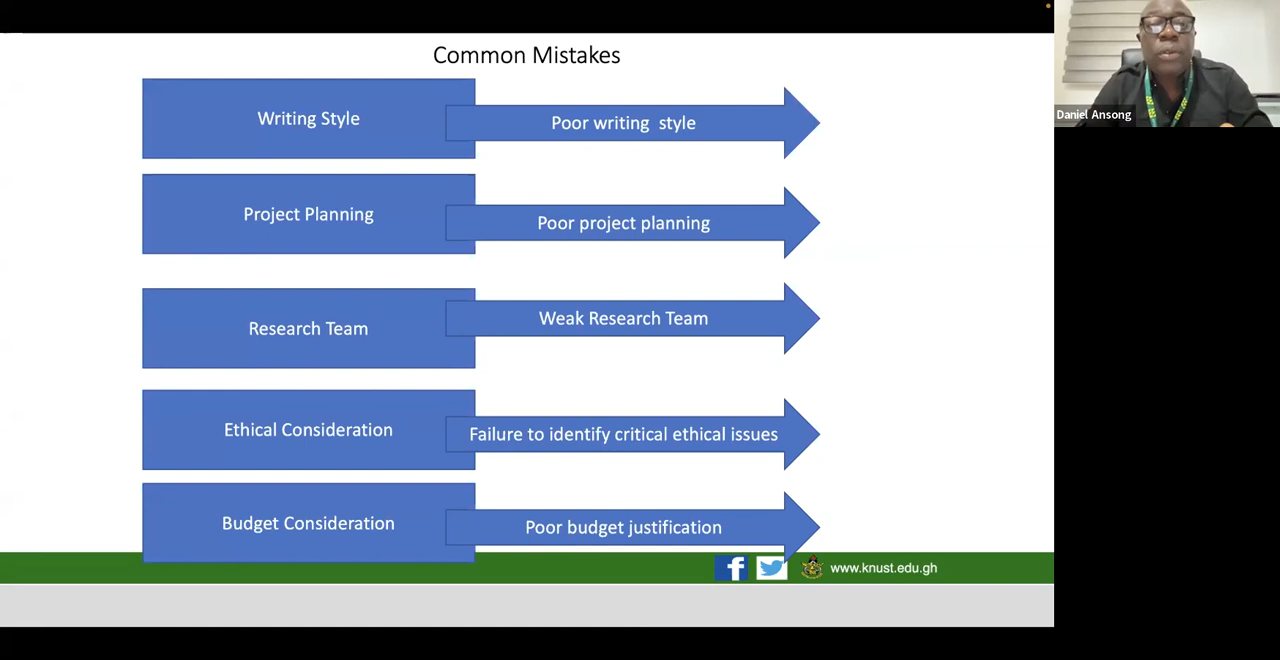 Common Mistakes
Writing Style
Poor writing  style
Project Planning
Poor project planning
Research Team
Weak Research Team
Ethical Consideration
Failure to identify critical ethical issues
Budget Consideration
Poor budget justification
f
www.knust.edu.gh
Daniel Ansong